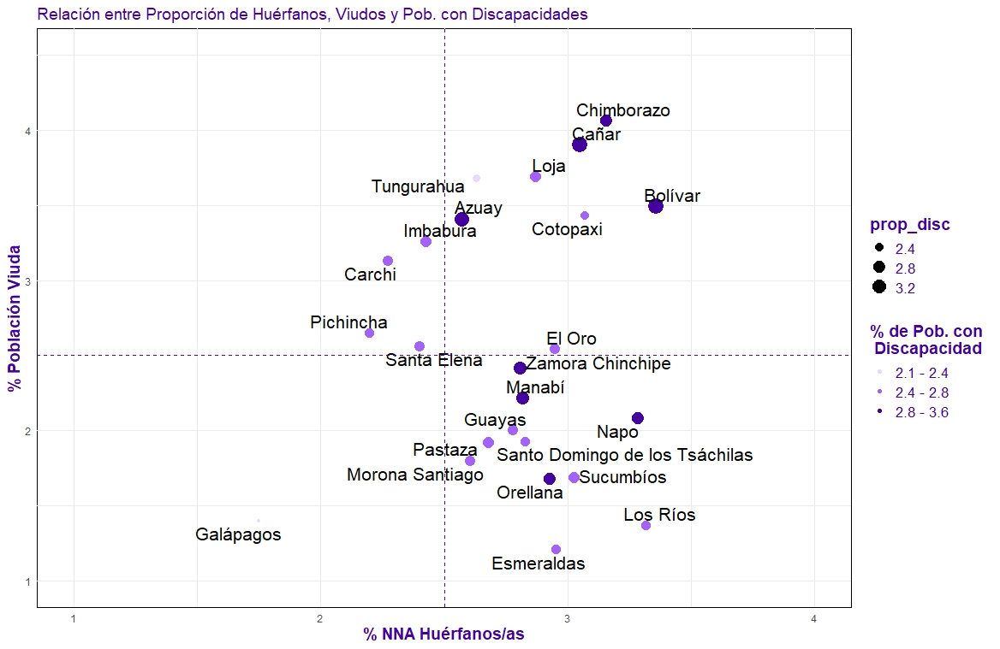 Relación entre Proporción de Huérfanos, Viudos y Pob. con Discapacidades
Chimborazo
Cañar
Loja
Tungurahua
Bolívar
Azuay
Cotopaxi
Imbabura
Carchi
Pichincha
El Oro
Santa Elena
Zamora Chinchipe
Manabí
Guayas
Napo
Pastaza
Santo Domingo de los Tsáchilas
Morona Santiago
Sucumbíos
Orellana
Los Ríos
Galápagos
Esmeraldas
4
3
2
1
% Población Viuda
1
2
3
4
% NNA Huérfanos/as
prop_disc
2.4
2.8
3.2
% de Pob. con
Discapacidad
2.1 - 2.4
2.4 - 2.8
2.8 - 3.6